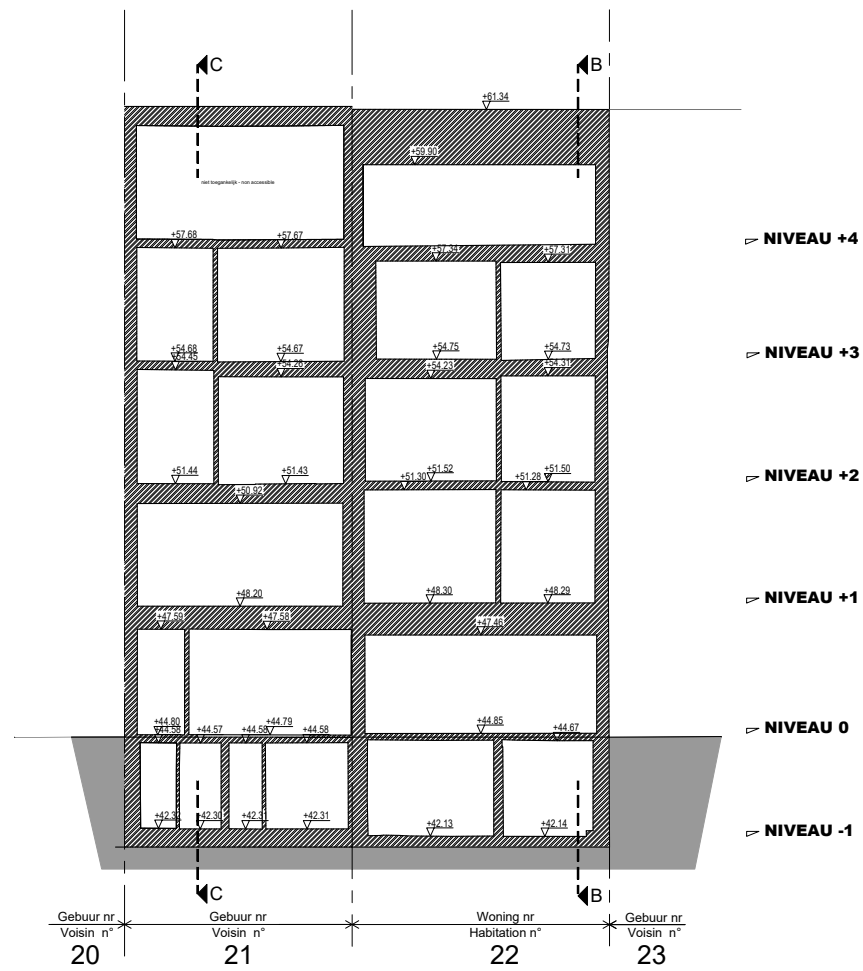 C B
+61.34
+59.90
niet toegankelijk - non accessible
+57.68 +57.67 +57.34 +57.31
NIVEAU +4
+54.68 +54.67 +54.75 +54.73
NIVEAU +3
+54.45 +54.26 +54.23 +54.31
+51.44 +51.43 +51.30 +51.52 +51.28 +51.50
NIVEAU +2
+50.92
+48.20 +48.30 +48.29
NIVEAU +1
+47.59 +47.58 +47.46
+44.80 +44.79 +44.85
NIVEAU 0
+44.58 +44.57 +44.58 +44.58 +44.67
+42.32 +42.30 +42.31 +42.31 +42.13 +42.14
NIVEAU -1
C B
Gebuur nr Gebuur nr Woning nr Gebuur nr
Voisin n° Voisin n° Habitation n° Voisin n°
20 21 22 23